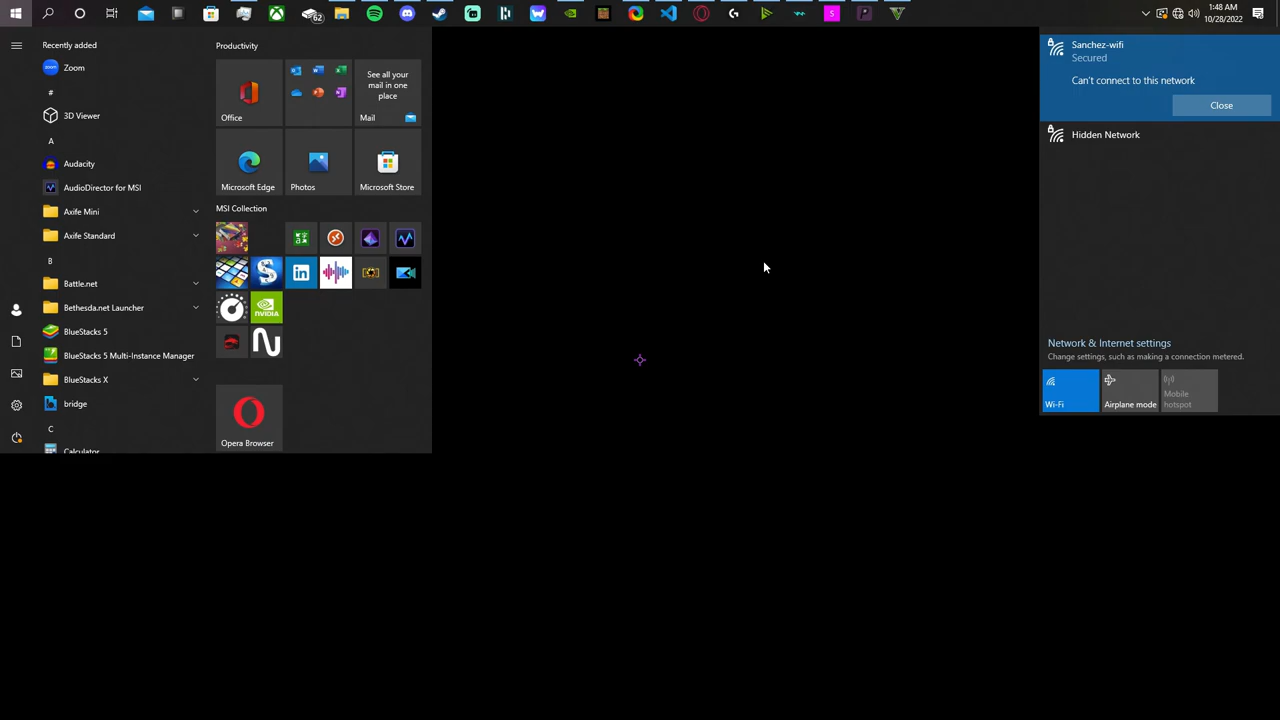 62
1:48 AM
10/28/2022
Recently added
Zoom
#
3D Viewer
A
Audacity
AudioDirector for MSI
Axife Mini
Axife Standard
B
Battle.net
Bethesda.net Launcher
BlueStacks 5
BlueStacks 5 Multi-Instance Manager
BlueStacks X
bridge
C
Calculator
Productivity
Office
See all your
mail in one
place
Mail
Microsoft Edge
Photos
Microsoft Store
MSI Collection
NVIDIA
Opera Browser
Sanchez-wifi
Secured
Can't connect to this network
Close
Hidden Network
Network & Internet settings
Change settings, such as making a connection metered.
Wi-Fi
Airplane mode
Mobile
hotspot